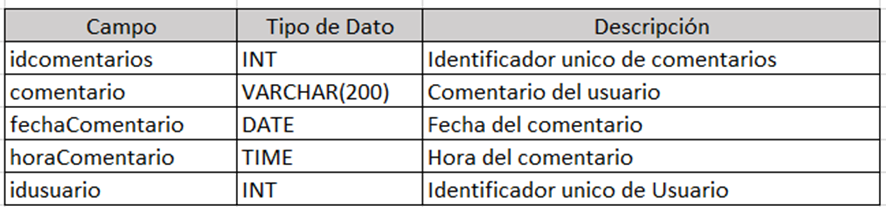 Campo Tipo de Dato Descripción
idcomentarios INT Identificador unico de comentarios
comentario VARCHAR(200) Comentario del usuario
fechaComentario DATE Fecha del comentario
horaComentario TIME Hora del comentario
idusuario INT Identificador unico de Usuario